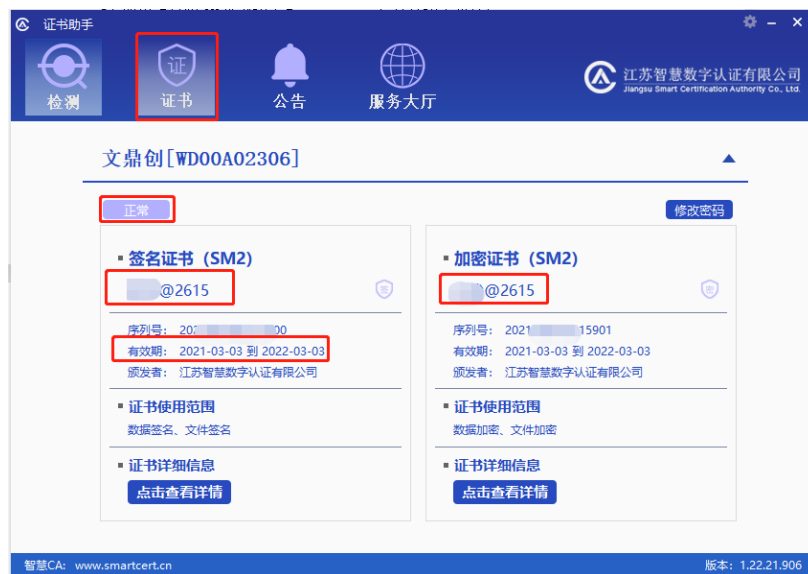 证书助手
检测
证
证书
公告
服务大厅
江苏智慧数字认证有限公司
Jiangsu Smart Certification Authority Co., Ltd.
文鼎创[WD00A02306]
正常
修改密码
签名证书（SM2）
@2615
序列号： 202 00
有效期： 2021-03-03 到 2022-03-03
颁发者： 江苏智慧数字认证有限公司
证书使用范围
数据签名、文件签名
证书详细信息
点击查看详情
加密证书（SM2）
@2615
序列号： 2021 15901
有效期： 2021-03-03 到 2022-03-03
颁发者： 江苏智慧数字认证有限公司
证书使用范围
数据加密、文件加密
证书详细信息
点击查看详情
智慧CA: www.smartcert.cn
版本: 1.22.21.906